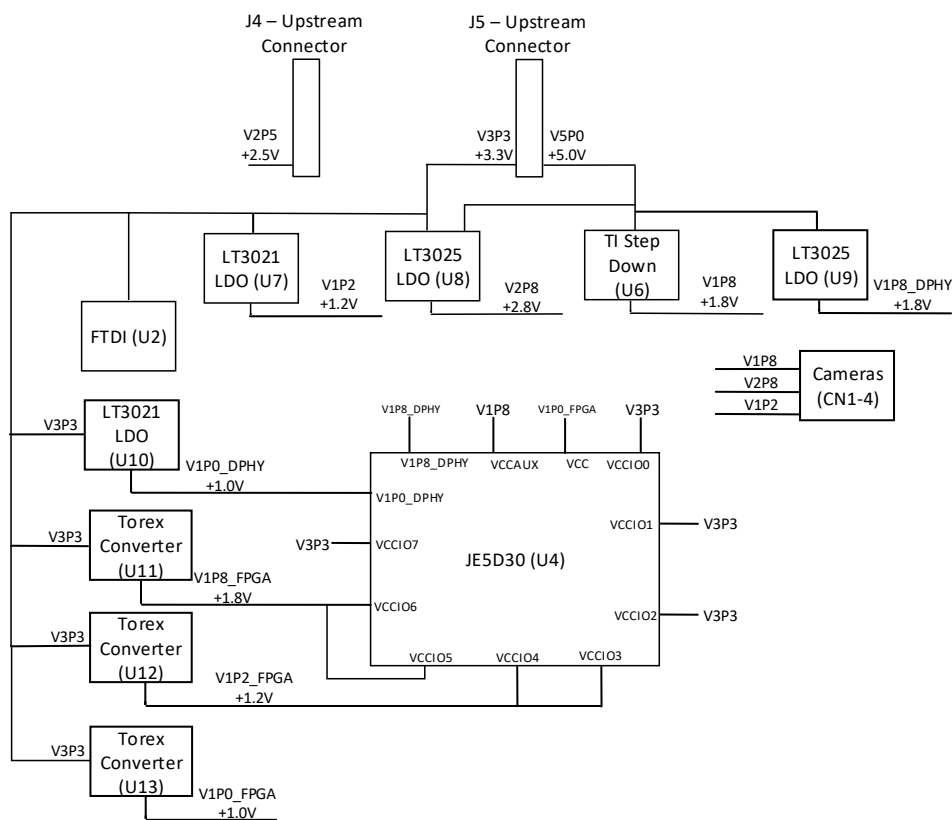 J4 – Upstream
Connector
J5 – Upstream
Connector
V2P5
+2.5V
V3P3
+3.3V
V5P0
+5.0V
LT3021
LDO (U7)
LT3025
LDO (U8)
TI Step
Down
(U6)
LT3025
LDO (U9)
V1P2
+1.2V
V2P8
+2.8V
V1P8
+1.8V
V1P8_DPHY
+1.8V
FTDI (U2)
V1P8
V2P8
V1P2
Cameras
(CN1-4)
V3P3
LT3021
LDO
(U10)
V1P0_DPHY
+1.0V
V1P8_DPHY
V1P8
V1P0_FPGA
V3P3
V1P8_DPHY
VCCAUX
VCC
VCCIO0
V1P0_DPHY
VCCIO1
V3P3
V3P3
VCCIO7
JE5D30 (U4)
V3P3
Torex
Converter
(U11)
V1P8_FPGA
+1.8V
VCCIO6
VCCIO2
V3P3
VCCIO5
VCCIO4
VCCIO3
V3P3
Torex
Converter
(U12)
V1P2_FPGA
+1.2V
V3P3
Torex
Converter
(U13)
V1P0_FPGA
+1.0V